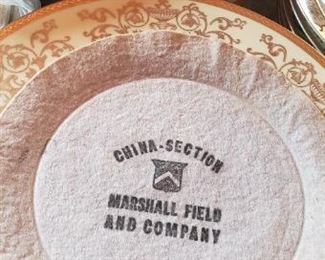 CHINA-SECTION
MARSHALL FIELD
AND COMPANY